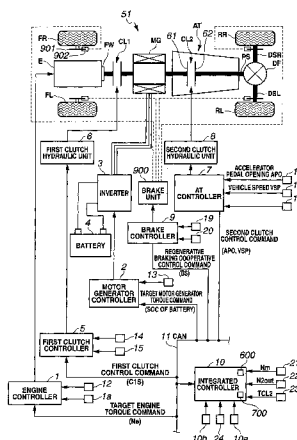 51
FR
901
902
E
FW
CL1
MG
61
CL2
AT
62
RR
PS
DSR
DF
FL
RL
DSL
6
FIRST CLUTCH
HYDRAULIC UNIT
3
INVERTER
4
BATTERY
900
BRAKE
UNIT
SECOND CLUTCH
HYDRAULIC UNIT
8
7
AT
CONTROLLER
ACCELERATOR
PEDAL OPENING APO
VEHICLE SPEED VSP
9
BRAKE
CONTROLLER
19
20
SECOND CLUTCH
CONTROL COMMAND
(APO, VSP)
REGENERATIVE
BRAKING COOPERATIVE
CONTROL COMMAND
(BS)
2
MOTOR
GENERATOR
CONTROLLER
13
TARGET MOTOR GENERATOR
TORQUE COMMAND
(SOC OF BATTERY)
5
FIRST CLUTCH
CONTROLLER
14
15
11 CAN
FIRST CLUTCH
COMMAND
(C1S)
1
ENGINE
CONTROLLER
12
1a
TARGET ENGINE
TORQUE COMMAND
(Ne)
10
600
INTEGRATED
CONTROLLER
700
Nm
N2out
TCL2
10b
24
10a